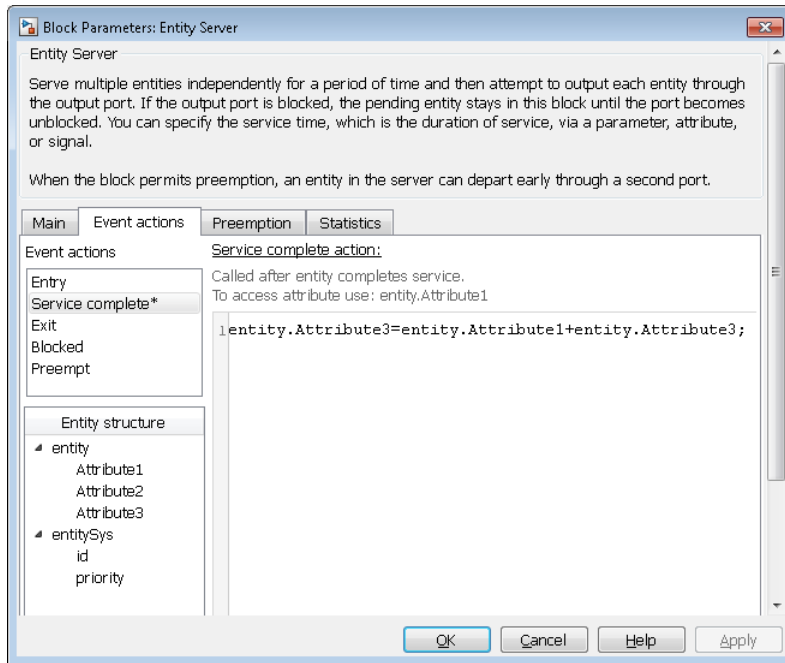 Block Parameters: Entity Server
Entity Server
Serve multiple entities independently for a period of time and then attempt to output each entity through
the output port. If the output port is blocked, the pending entity stays in this block until the port becomes
unblocked. You can specify the service time, which is the duration of service, via a parameter, attribute,
or signal.
When the block permits preemption, an entity in the server can depart early through a second port.
Main Event actions Preemption Statistics
Event actions
Entry
Service complete*
Exit
Blocked
Preempt
Entity structure
entity
Attribute1
Attribute2
Attribute3
entitySys
id
priority
Service complete action:
Called after entity completes service.
To access attribute use: entity.Attribute1
1 entity.Attribute3=entity.Attribute1+entity.Attribute3;
OK Cancel Help Apply